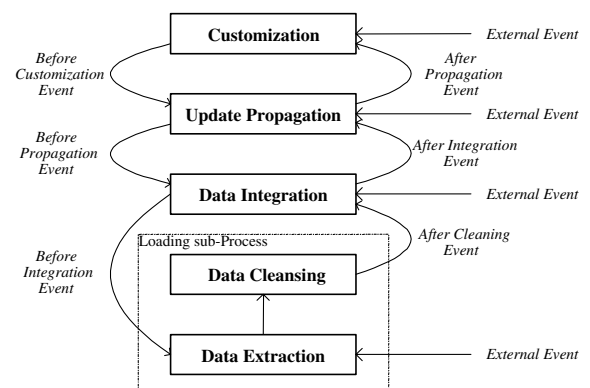 Customization
External Event
Before
Customization
Event
After
Propagation
Event
Update Propagation
External Event
Before
Propagation
Event
After Integration
Event
Data Integration
External Event
After Cleaning
Event
Before
Integration
Event
Loading sub-Process
Data Cleansing
Data Extraction
External Event